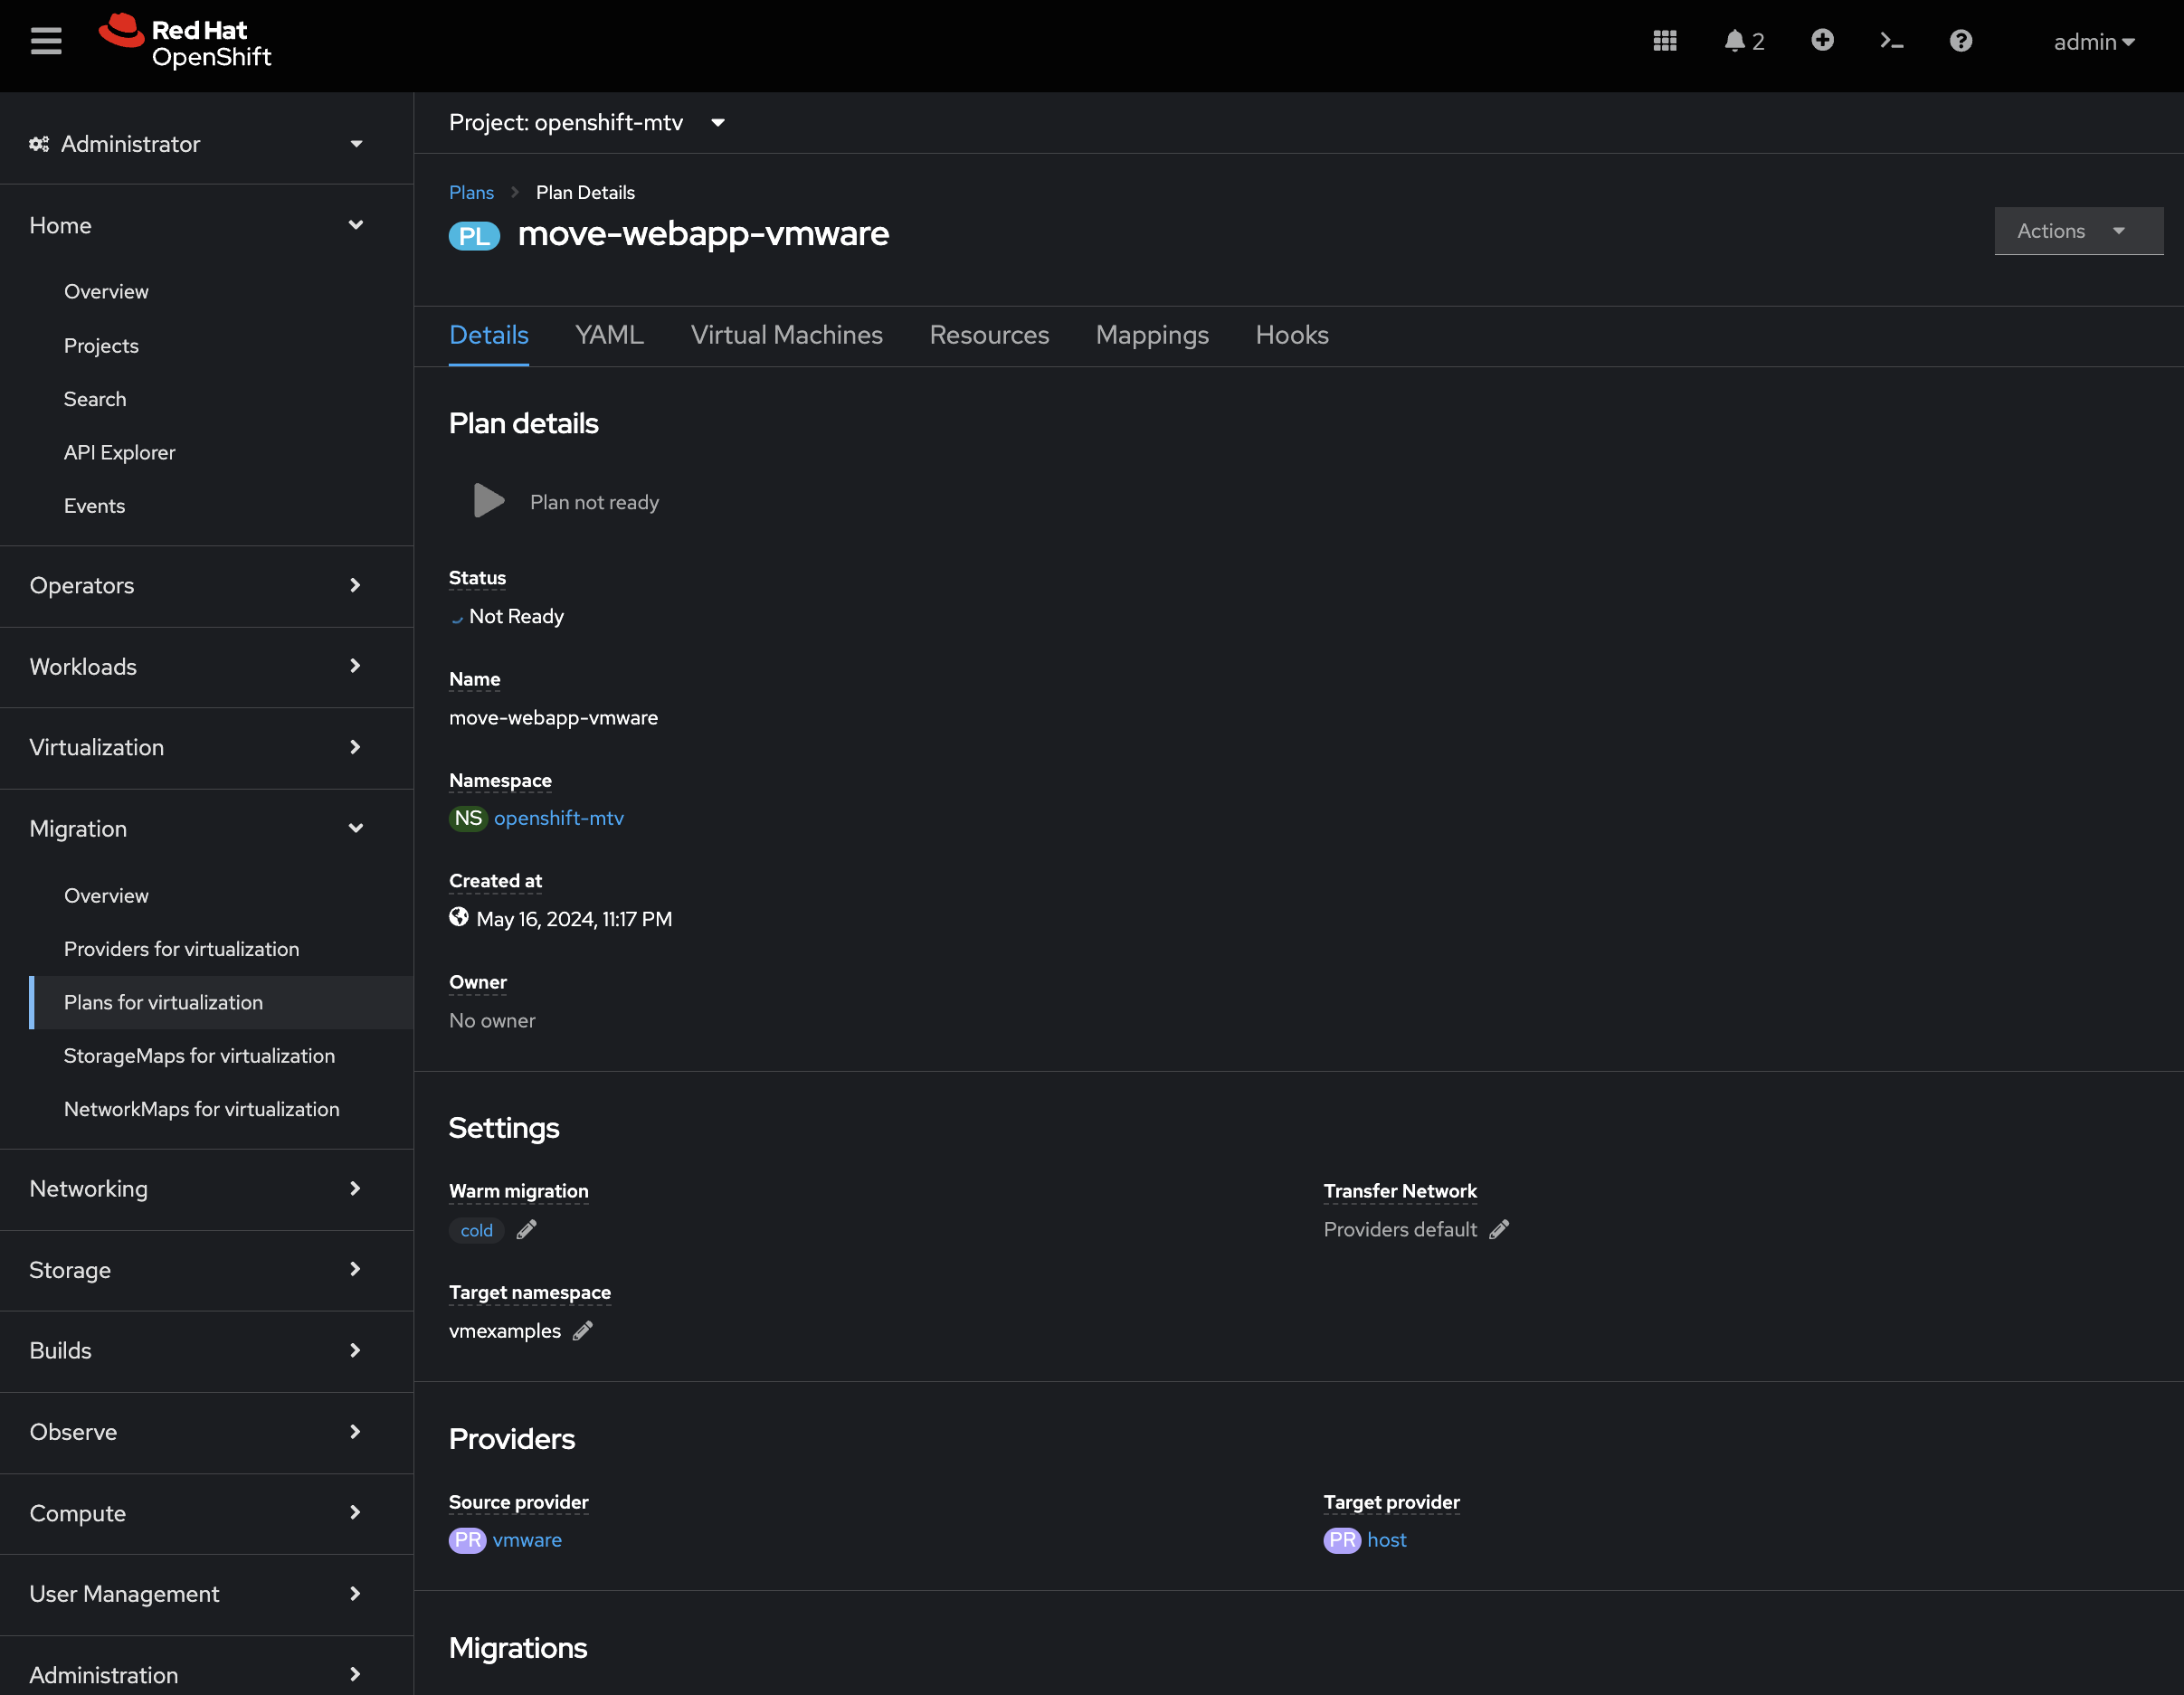 Red Hat
OpenShift
2
admin
Administrator
Home
Overview
Projects
Search
API Explorer
Events
Operators
Workloads
Virtualization
Migration
Overview
Providers for virtualization
Plans for virtualization
StorageMaps for virtualization
NetworkMaps for virtualization
Networking
Storage
Builds
Observe
Compute
User Management
Administration
Project: openshift-mtv
Plans Plan Details
PL move-webapp-vmware
Actions
Details YAML Virtual Machines Resources Mappings Hooks
Plan details
Plan not ready
Status
Not Ready
Name
move-webapp-vmware
Namespace
NS openshift-mtv
Created at
May 16, 2024, 11:17 PM
Owner
No owner
Settings
Warm migration
cold
Transfer Network
Providers default
Target namespace
vmexamples
Providers
Source provider
PR vmware
Target provider
PR host
Migrations